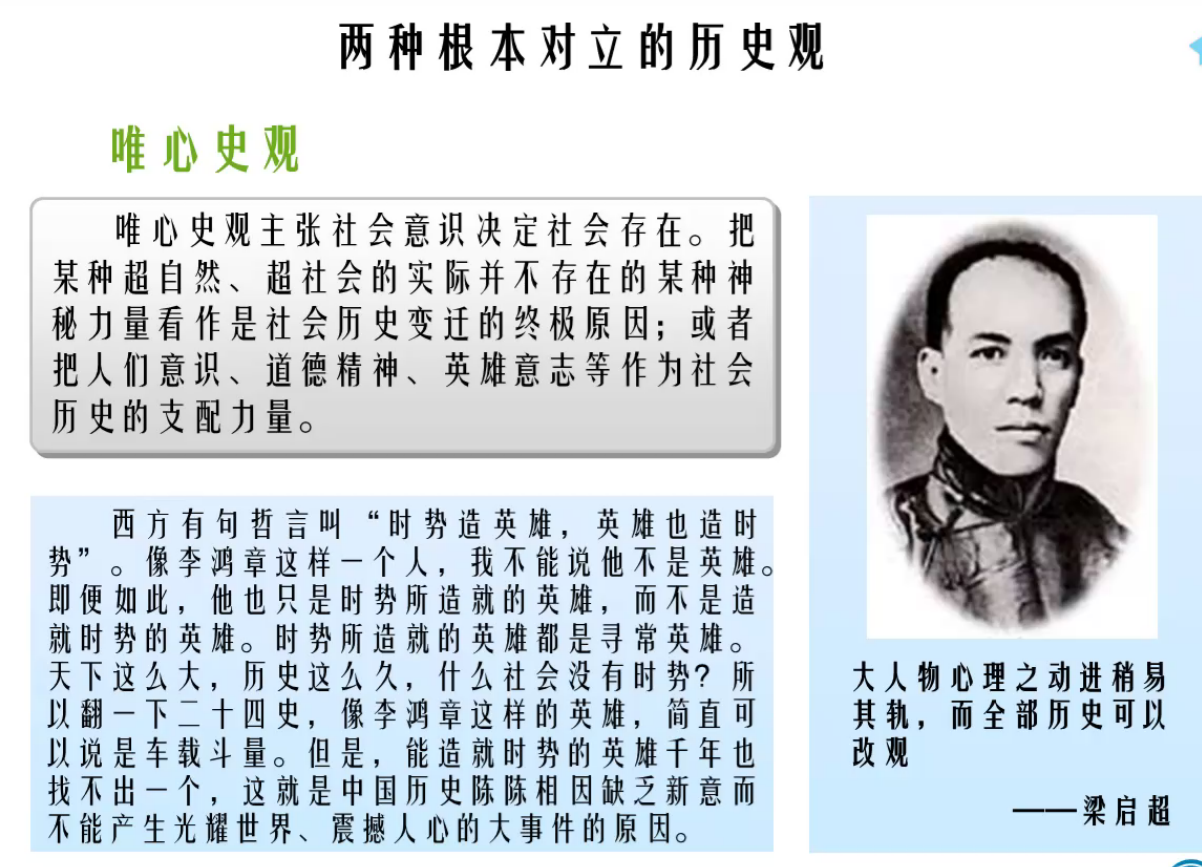 两种根本对立的历史观
唯心史观
唯心史观主张社会意识决定社会存在。把
某种超自然、超社会的实际并不存在的某种神
秘力量看作是社会历史变迁的终极原因；或者
把人们意识、道德精神、英雄意志等作为社会
历史的支配力量。
西方有句哲言叫“时势造英雄，英雄也造时
势”。像李鸿章这样一个人，我不能说他不是英雄。
即便如此，他也只是时势所造就的英雄，而不是造
就时势的英雄。时势所造就的英雄都是寻常英雄。
天下这么大，历史这么久，什么社会没有时势？所
以翻一下二十四史，像李鸿章这样的英雄，简直可
以说是车载斗量。但是，能造就时势的英雄千年也
找不出一个，这就是中国历史陈陈相因缺乏新意而
不能产生光耀世界、震撼人心的大事件的原因。
大人物心理之动进稍易
其轨，而全部历史可以
改观
——梁启超